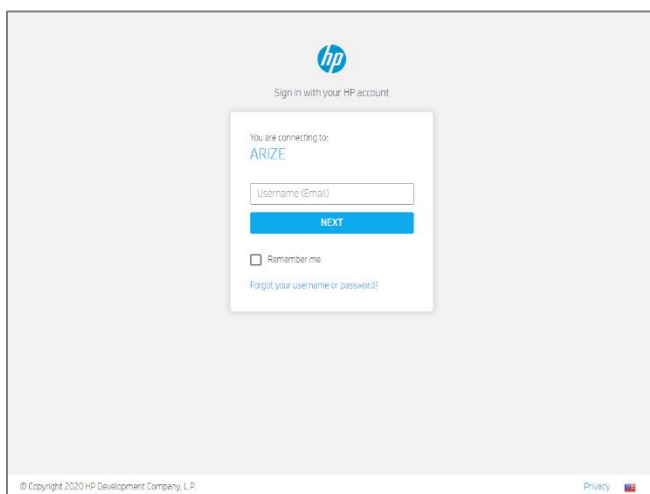 hp
Sign in with your HP account
You are connecting to:
ARIZE
Username (Email)
NEXT
Remember me
Forgot your username or password?
© Copyright 2020 HP Development Company, L.P.
Privacy